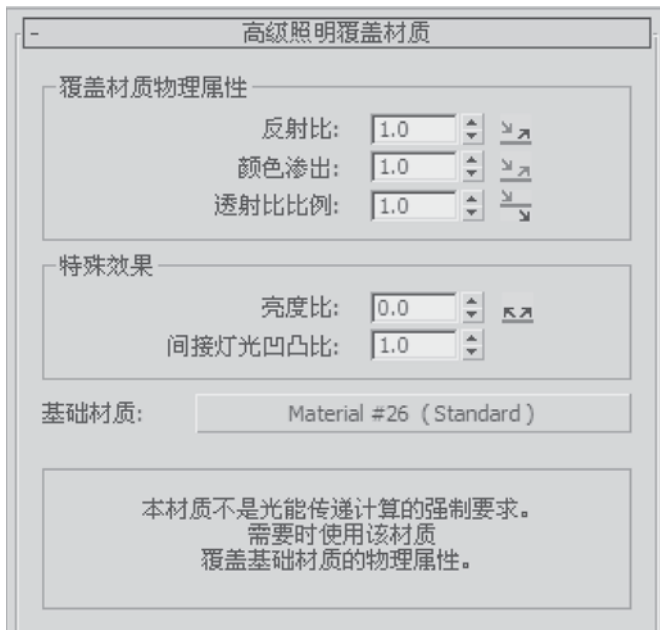 - 高级照明覆盖材质
覆盖材质物理属性
反射比: 1.0
颜色渗出: 1.0
透射比比例: 1.0
特殊效果
亮度比: 0.0
间接灯光凹凸比: 1.0
基础材质: Material #26 (Standard)
本材质不是光能传递计算的强制要求。
需要时使用该材质
覆盖基础材质的物理属性。